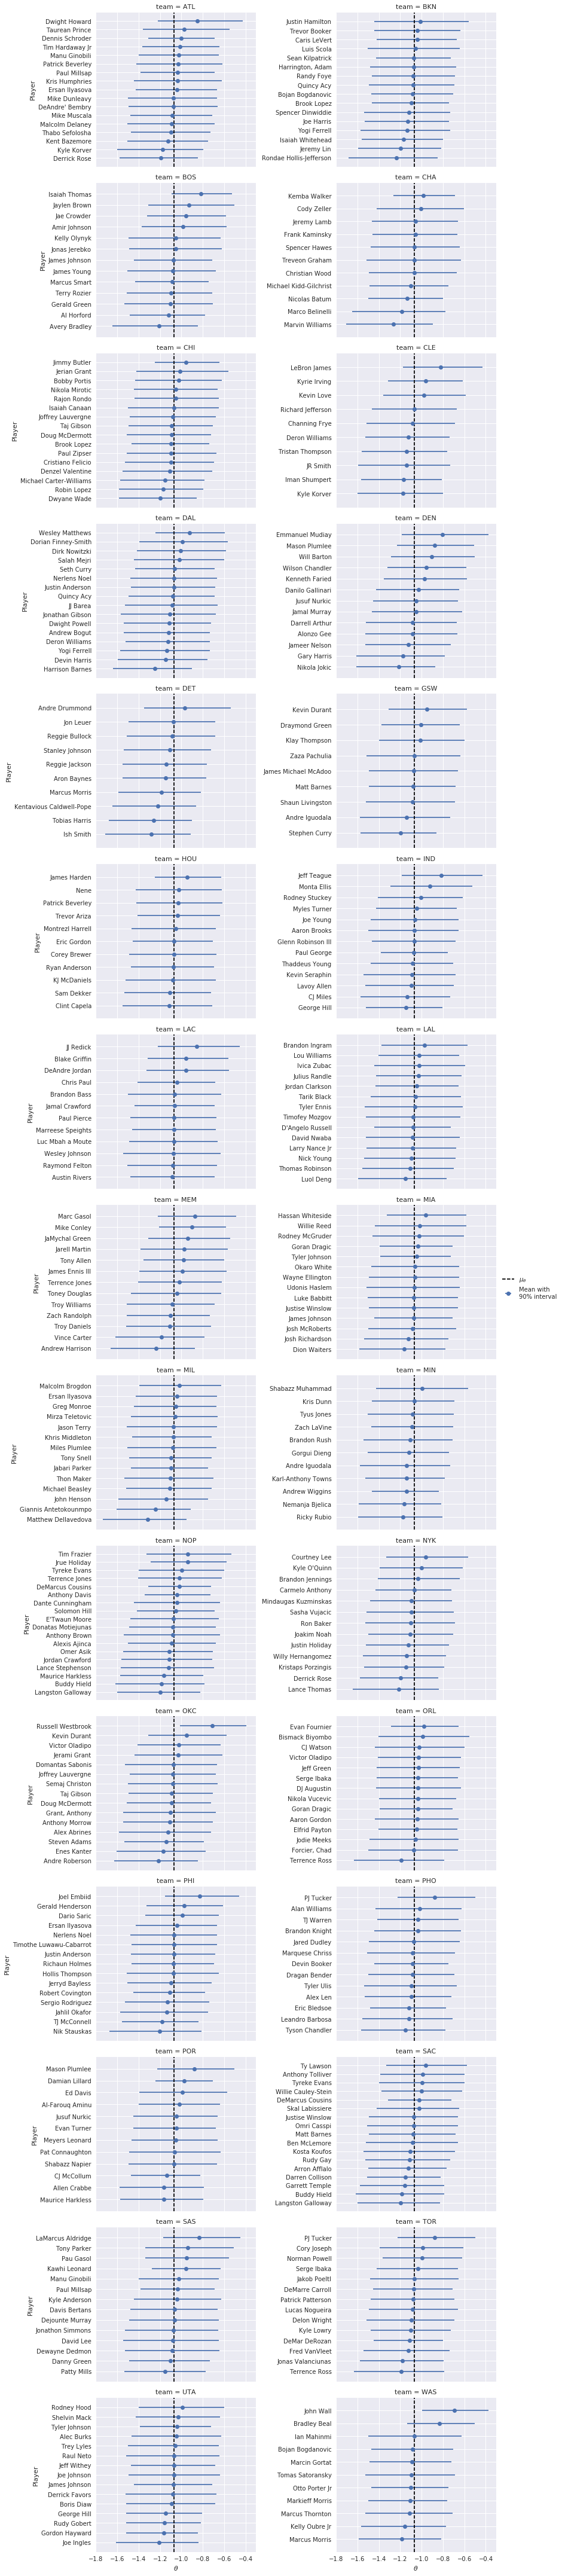 team = ATL
Player
Dwight Howard
Taurean Prince
Dennis Schroder
Tim Hardaway Jr
Manu Ginobili
Patrick Beverley
Paul Millsap
Kris Humphries
Ersan Ilyasova
Mike Dunleavy
DeAndre' Bembry
Mike Muscala
Malcolm Delaney
Thabo Sefolosha
Kent Bazemore
Kyle Korver
Derrick Rose
team = BKN
Justin Hamilton
Trevor Booker
Caris LeVert
Luis Scola
Sean Kilpatrick
Harrington, Adam
Randy Foye
Quincy Acy
Bojan Bogdanovic
Brook Lopez
Spencer Dinwiddie
Joe Harris
Yogi Ferrell
Isaiah Whitehead
Jeremy Lin
Rondae Hollis-Jefferson
team = BOS
Player
Isaiah Thomas
Jaylen Brown
Jae Crowder
Amir Johnson
Kelly Olynyk
Jonas Jerebko
James Johnson
James Young
Marcus Smart
Terry Rozier
Gerald Green
Al Horford
Avery Bradley
team = CHA
Kemba Walker
Cody Zeller
Jeremy Lamb
Frank Kaminsky
Spencer Hawes
Treveon Graham
Christian Wood
Michael Kidd-Gilchrist
Nicolas Batum
Marco Belinelli
Marvin Williams
team = CHI
Player
Jimmy Butler
Jerian Grant
Bobby Portis
Nikola Mirotic
Rajon Rondo
Isaiah Canaan
Joffrey Lauvergne
Taj Gibson
Doug McDermott
Brook Lopez
Paul Zipser
Cristiano Felicio
Denzel Valentine
Michael Carter-Williams
Robin Lopez
Dwyane Wade
team = CLE
LeBron James
Kyrie Irving
Kevin Love
Richard Jefferson
Channing Frye
Deron Williams
Tristan Thompson
JR Smith
Iman Shumpert
Kyle Korver
team = DAL
Player
Wesley Matthews
Dorian Finney-Smith
Dirk Nowitzki
Salah Mejri
Seth Curry
Nerlens Noel
Justin Anderson
Quincy Acy
JJ Barea
Jonathan Gibson
Dwight Powell
Andrew Bogut
Deron Williams
Yogi Ferrell
Devin Harris
Harrison Barnes
team = DEN
Emmanuel Mudiay
Mason Plumlee
Will Barton
Wilson Chandler
Kenneth Faried
Danilo Gallinari
Jusuf Nurkic
Jamal Murray
Darrell Arthur
Alonzo Gee
Jameer Nelson
Gary Harris
Nikola Jokic
team = DET
Player
Andre Drummond
Jon Leuer
Reggie Bullock
Stanley Johnson
Reggie Jackson
Aron Baynes
Marcus Morris
Kentavious Caldwell-Pope
Tobias Harris
Ish Smith
team = GSW
Kevin Durant
Draymond Green
Klay Thompson
Zaza Pachulia
James Michael McAdoo
Matt Barnes
Shaun Livingston
Andre Iguodala
Stephen Curry
team = HOU
Player
James Harden
Nene
Patrick Beverley
Trevor Ariza
Montrezl Harrell
Eric Gordon
Corey Brewer
Ryan Anderson
KJ McDaniels
Sam Dekker
Clint Capela
team = IND
Jeff Teague
Monta Ellis
Rodney Stuckey
Myles Turner
Joe Young
Aaron Brooks
Glenn Robinson III
Paul George
Thaddeus Young
Kevin Seraphin
Lavoy Allen
CJ Miles
George Hill
team = LAC
Player
JJ Redick
Blake Griffin
DeAndre Jordan
Chris Paul
Brandon Bass
Jamal Crawford
Paul Pierce
Marreese Speights
Luc Mbah a Moute
Wesley Johnson
Raymond Felton
Austin Rivers
team = LAL
Brandon Ingram
Lou Williams
Ivica Zubac
Julius Randle
Jordan Clarkson
Tarik Black
Tyler Ennis
Timofey Mozgov
D'Angelo Russell
David Nwaba
Larry Nance Jr
Nick Young
Thomas Robinson
Luol Deng
team = MEM
Player
Marc Gasol
Mike Conley
JaMychal Green
Jarell Martin
Tony Allen
James Ennis III
Terrence Jones
Toney Douglas
Troy Williams
Zach Randolph
Troy Daniels
Vince Carter
Andrew Harrison
team = MIA
Hassan Whiteside
Willie Reed
Rodney McGruder
Goran Dragic
Tyler Johnson
Okaro White
Wayne Ellington
Udonis Haslem
Luke Babbitt
Justise Winslow
James Johnson
Josh McRoberts
Josh Richardson
Dion Waiters
μθ
Mean with
90% interval
team = MIL
Player
Malcolm Brogdon
Ersan Ilyasova
Greg Monroe
Mirza Teletovic
Jason Terry
Khris Middleton
Miles Plumlee
Tony Snell
Jabari Parker
Thon Maker
Michael Beasley
John Henson
Giannis Antetokounmpo
Matthew Dellavedova
team = MIN
Shabazz Muhammad
Kris Dunn
Tyus Jones
Zach LaVine
Brandon Rush
Gorgui Dieng
Andre Iguodala
Karl-Anthony Towns
Andrew Wiggins
Nemanja Bjelica
Ricky Rubio
team = NOP
Player
Tim Frazier
Jrue Holiday
Tyreke Evans
Terrence Jones
DeMarcus Cousins
Anthony Davis
Dante Cunningham
Solomon Hill
E'Twaun Moore
Donatas Motiejunas
Anthony Brown
Alexis Ajinca
Omer Asik
Jordan Crawford
Lance Stephenson
Maurice Harkless
Buddy Hield
Langston Galloway
team = NYK
Courtney Lee
Kyle O'Quinn
Brandon Jennings
Carmelo Anthony
Mindaugas Kuzminskas
Sasha Vujacic
Ron Baker
Joakim Noah
Justin Holiday
Willy Hernangomez
Kristaps Porzingis
Derrick Rose
Lance Thomas
team = OKC
Player
Russell Westbrook
Kevin Durant
Victor Oladipo
Jerami Grant
Domantas Sabonis
Joffrey Lauvergne
Semaj Christon
Taj Gibson
Doug McDermott
Grant, Anthony
Anthony Morrow
Alex Abrines
Steven Adams
Enes Kanter
Andre Roberson
team = ORL
Evan Fournier
Bismack Biyombo
CJ Watson
Victor Oladipo
Jeff Green
Serge Ibaka
DJ Augustin
Nikola Vucevic
Goran Dragic
Aaron Gordon
Elfrid Payton
Jodie Meeks
Forcier, Chad
Terrence Ross
team = PHI
Player
Joel Embiid
Gerald Henderson
Dario Saric
Ersan Ilyasova
Nerlens Noel
Timothe Luwawu-Cabarrot
Justin Anderson
Richaun Holmes
Hollis Thompson
Jerryd Bayless
Robert Covington
Sergio Rodriguez
Jahlil Okafor
TJ McConnell
Nik Stauskas
team = PHO
PJ Tucker
Alan Williams
TJ Warren
Brandon Knight
Jared Dudley
Marquese Chriss
Devin Booker
Dragan Bender
Tyler Ulis
Alex Len
Eric Bledsoe
Leandro Barbosa
Tyson Chandler
team = POR
Player
Mason Plumlee
Damian Lillard
Ed Davis
Al-Farouq Aminu
Jusuf Nurkic
Evan Turner
Meyers Leonard
Pat Connaughton
Shabazz Napier
CJ McCollum
Allen Crabbe
Maurice Harkless
team = SAC
Ty Lawson
Anthony Tolliver
Tyreke Evans
Willie Cauley-Stein
DeMarcus Cousins
Skal Labissiere
Justise Winslow
Omri Casspi
Matt Barnes
Ben McLemore
Kosta Koufos
Rudy Gay
Arron Afflalo
Darren Collison
Garrett Temple
Buddy Hield
Langston Galloway
team = SAS
Player
LaMarcus Aldridge
Tony Parker
Pau Gasol
Kawhi Leonard
Manu Ginobili
Paul Millsap
Kyle Anderson
Davis Bertans
Dejounte Murray
Jonathon Simmons
David Lee
Dewayne Dedmon
Danny Green
Patty Mills
team = TOR
PJ Tucker
Cory Joseph
Norman Powell
Serge Ibaka
Jakob Poeltl
DeMarre Carroll
Patrick Patterson
Lucas Nogueira
Delon Wright
Kyle Lowry
DeMar DeRozan
Fred VanVleet
Jonas Valanciunas
Terrence Ross
team = UTA
Player
Rodney Hood
Shelvin Mack
Tyler Johnson
Alec Burks
Trey Lyles
Raul Neto
Jeff Withey
Joe Johnson
James Johnson
Derrick Favors
Boris Diaw
George Hill
Rudy Gobert
Gordon Hayward
Joe Ingles
−1.8 −1.6 −1.4 −1.2 −1.0 −0.8 −0.6 −0.4
θ
team = WAS
John Wall
Bradley Beal
Ian Mahinmi
Bojan Bogdanovic
Marcin Gortat
Tomas Satoransky
Otto Porter Jr
Markieff Morris
Marcus Thornton
Kelly Oubre Jr
Marcus Morris
−1.8 −1.6 −1.4 −1.2 −1.0 −0.8 −0.6 −0.4
θ